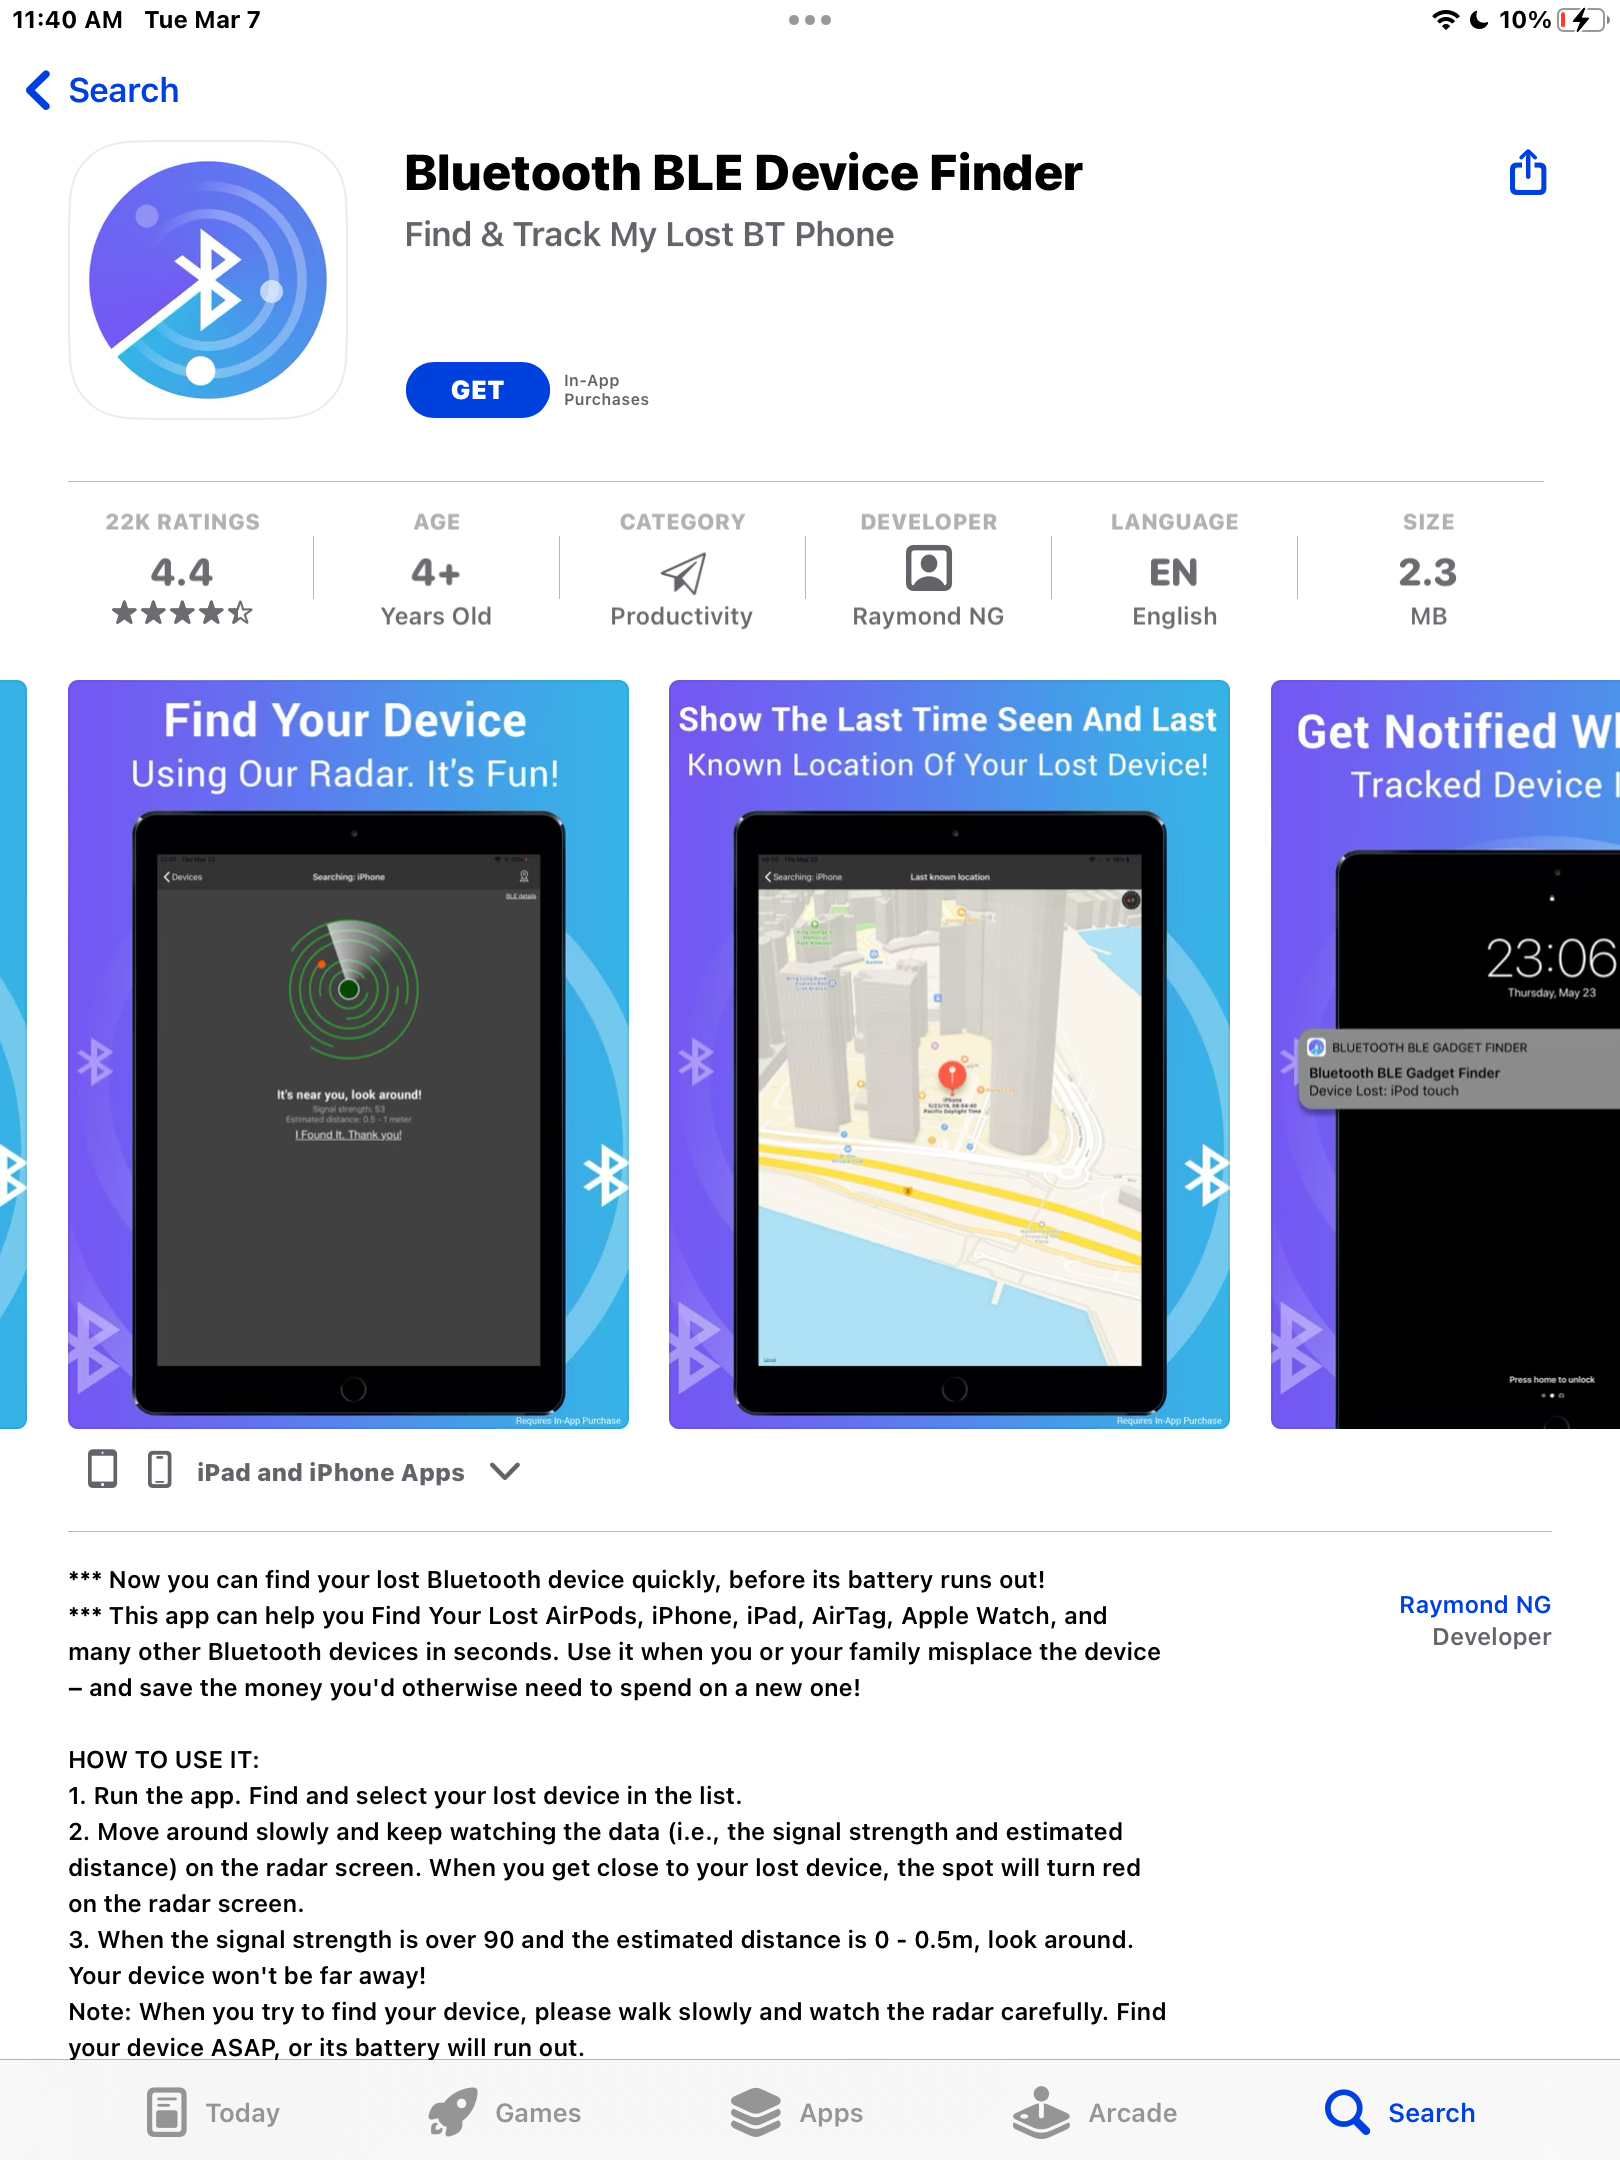 11:40 AM Tue Mar 7
10%
Search
Bluetooth BLE Device Finder
Find & Track My Lost BT Phone
GET
In-App
Purchases
22K RATINGS
4.4
AGE
4+
Years Old
CATEGORY
Productivity
DEVELOPER
Raymond NG
LANGUAGE
EN
English
SIZE
2.3
MB
Find Your Device
Using Our Radar. It's Fun!
Devices
Searching: iPhone
BLE details
It's near you, look around!
Signal strength: 53
Estimated distance: 0.5 - 1 meter
I Found It. Thank you!
Requires In-App Purchase
Show The Last Time Seen And Last
Known Location Of Your Lost Device!
Searching: iPhone
Last known location
iPhone
Pacific Daylight Time
Requires In-App Purchase
Get Notified
Tracked Device
23:06
Thursday, May 23
BLUETOOTH BLE GADGET FINDER
Bluetooth BLE Gadget Finder
Device Lost: iPod touch
Press home to unlock
iPad and iPhone Apps
*** Now you can find your lost Bluetooth device quickly, before its battery runs out!
*** This app can help you Find Your Lost AirPods, iPhone, iPad, AirTag, Apple Watch, and
many other Bluetooth devices in seconds. Use it when you or your family misplace the device
– and save the money you'd otherwise need to spend on a new one!
Raymond NG
Developer
HOW TO USE IT:
1. Run the app. Find and select your lost device in the list.
2. Move around slowly and keep watching the data (i.e., the signal strength and estimated
distance) on the radar screen. When you get close to your lost device, the spot will turn red
on the radar screen.
3. When the signal strength is over 90 and the estimated distance is 0 - 0.5m, look around.
Your device won't be far away!
Note: When you try to find your device, please walk slowly and watch the radar carefully. Find
your device ASAP, or its battery will run out.
Today
Games
Apps
Arcade
Search